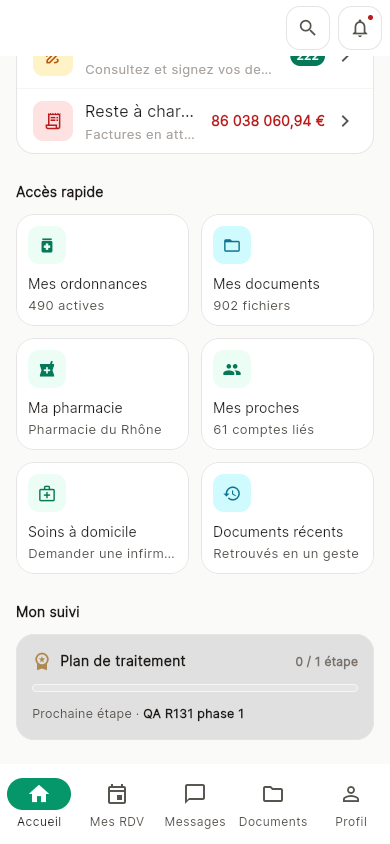 222
Consultez et signez vos de...
Reste à char...
Factures en att...
86 038 060,94 €
Accès rapide
Mes ordonnances
490 actives
Mes documents
902 fichiers
Ma pharmacie
Pharmacie du Rhône
Mes proches
61 comptes liés
Soins à domicile
Demander une infirm...
Documents récents
Retrouvés en un geste
Mon suivi
Plan de traitement
0 / 1 étape
Prochaine étape · QA R131 phase 1
Accueil
Mes RDV
Messages
Documents
Profil